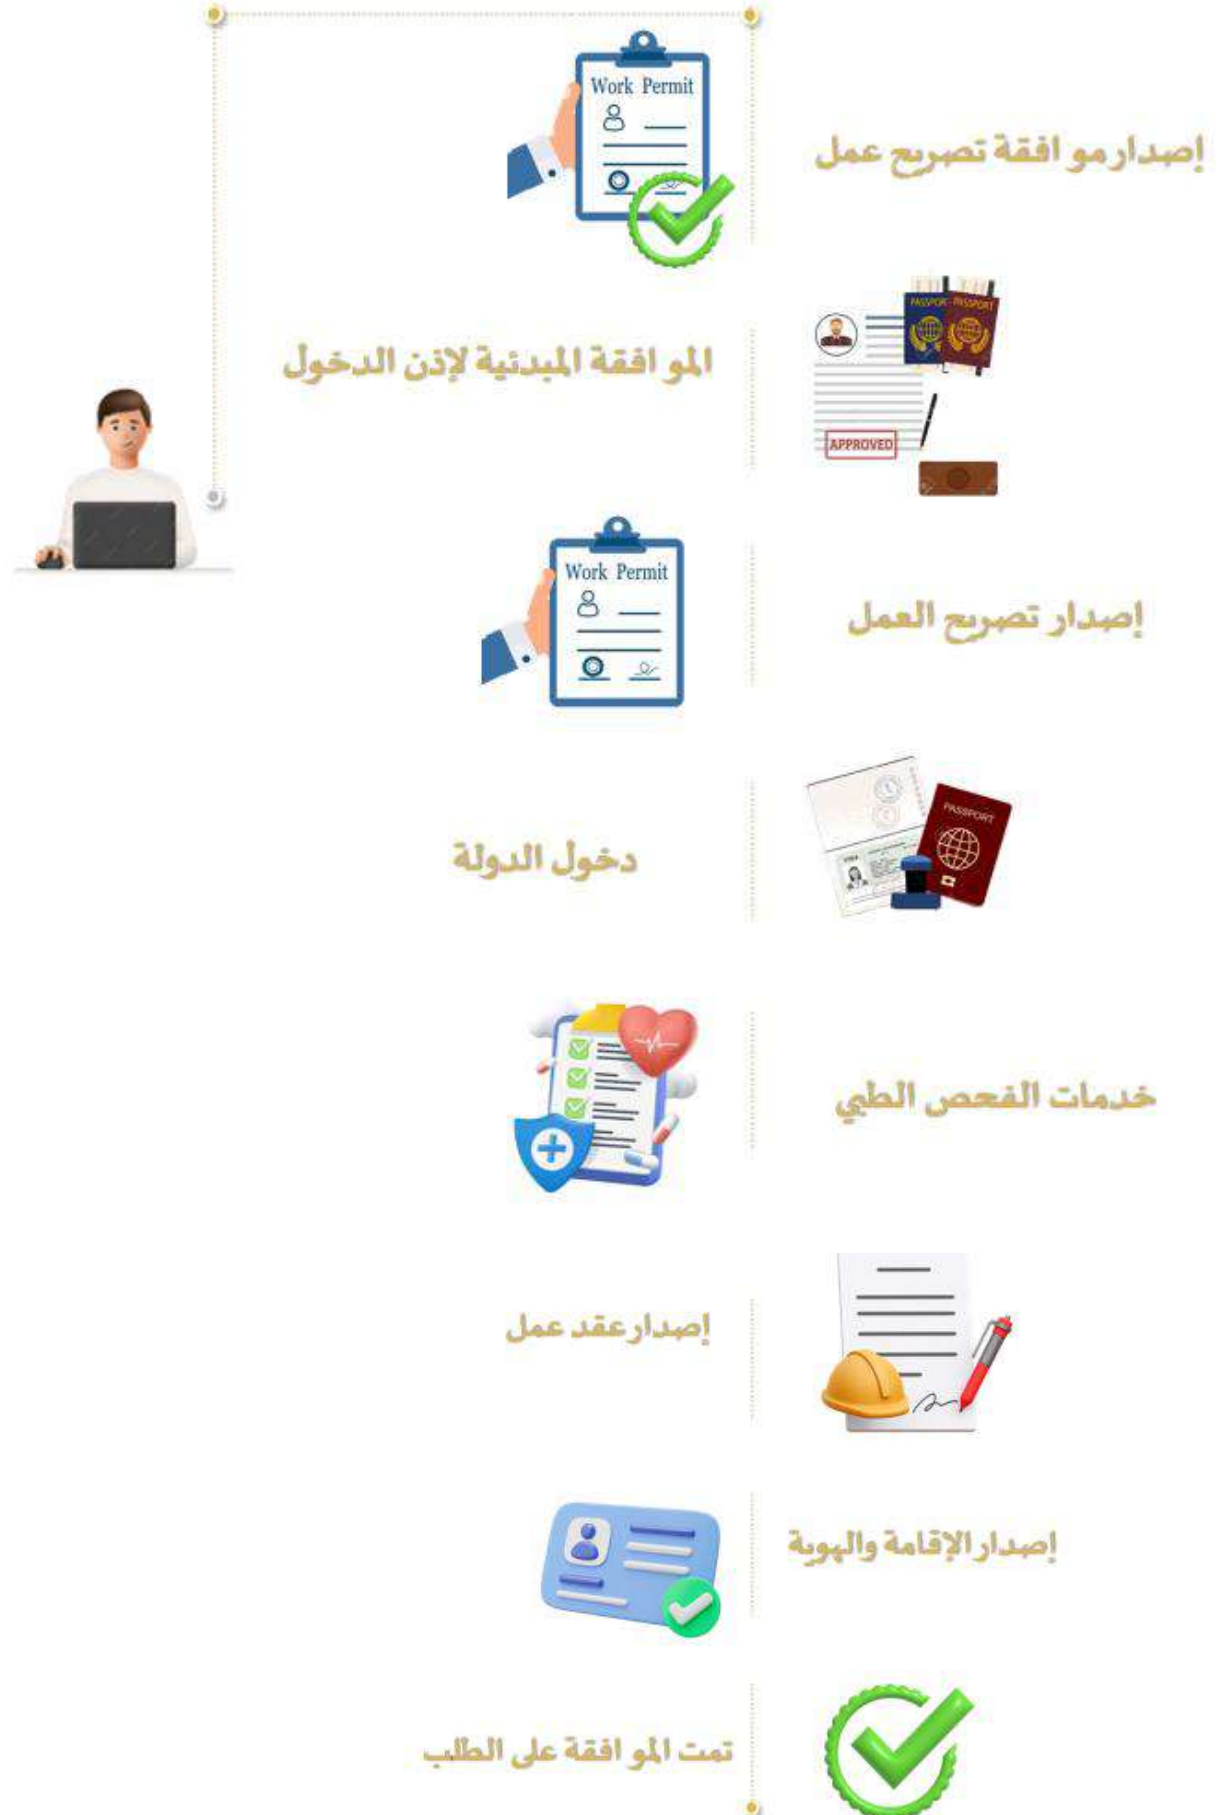 Work Permit
إصدار موافقة تصريح عمل
PASSPORT
PASSPORT
الموافقة المبدئية لإذن الدخول
APPROVED
Work Permit
إصدار تصريح العمل
PASSPORT
VISA
دخول الدولة
خدمات الفحص الطبي
إصدار عقد عمل
إصدار الإقامة والهوية
تمت الموافقة على الطلب